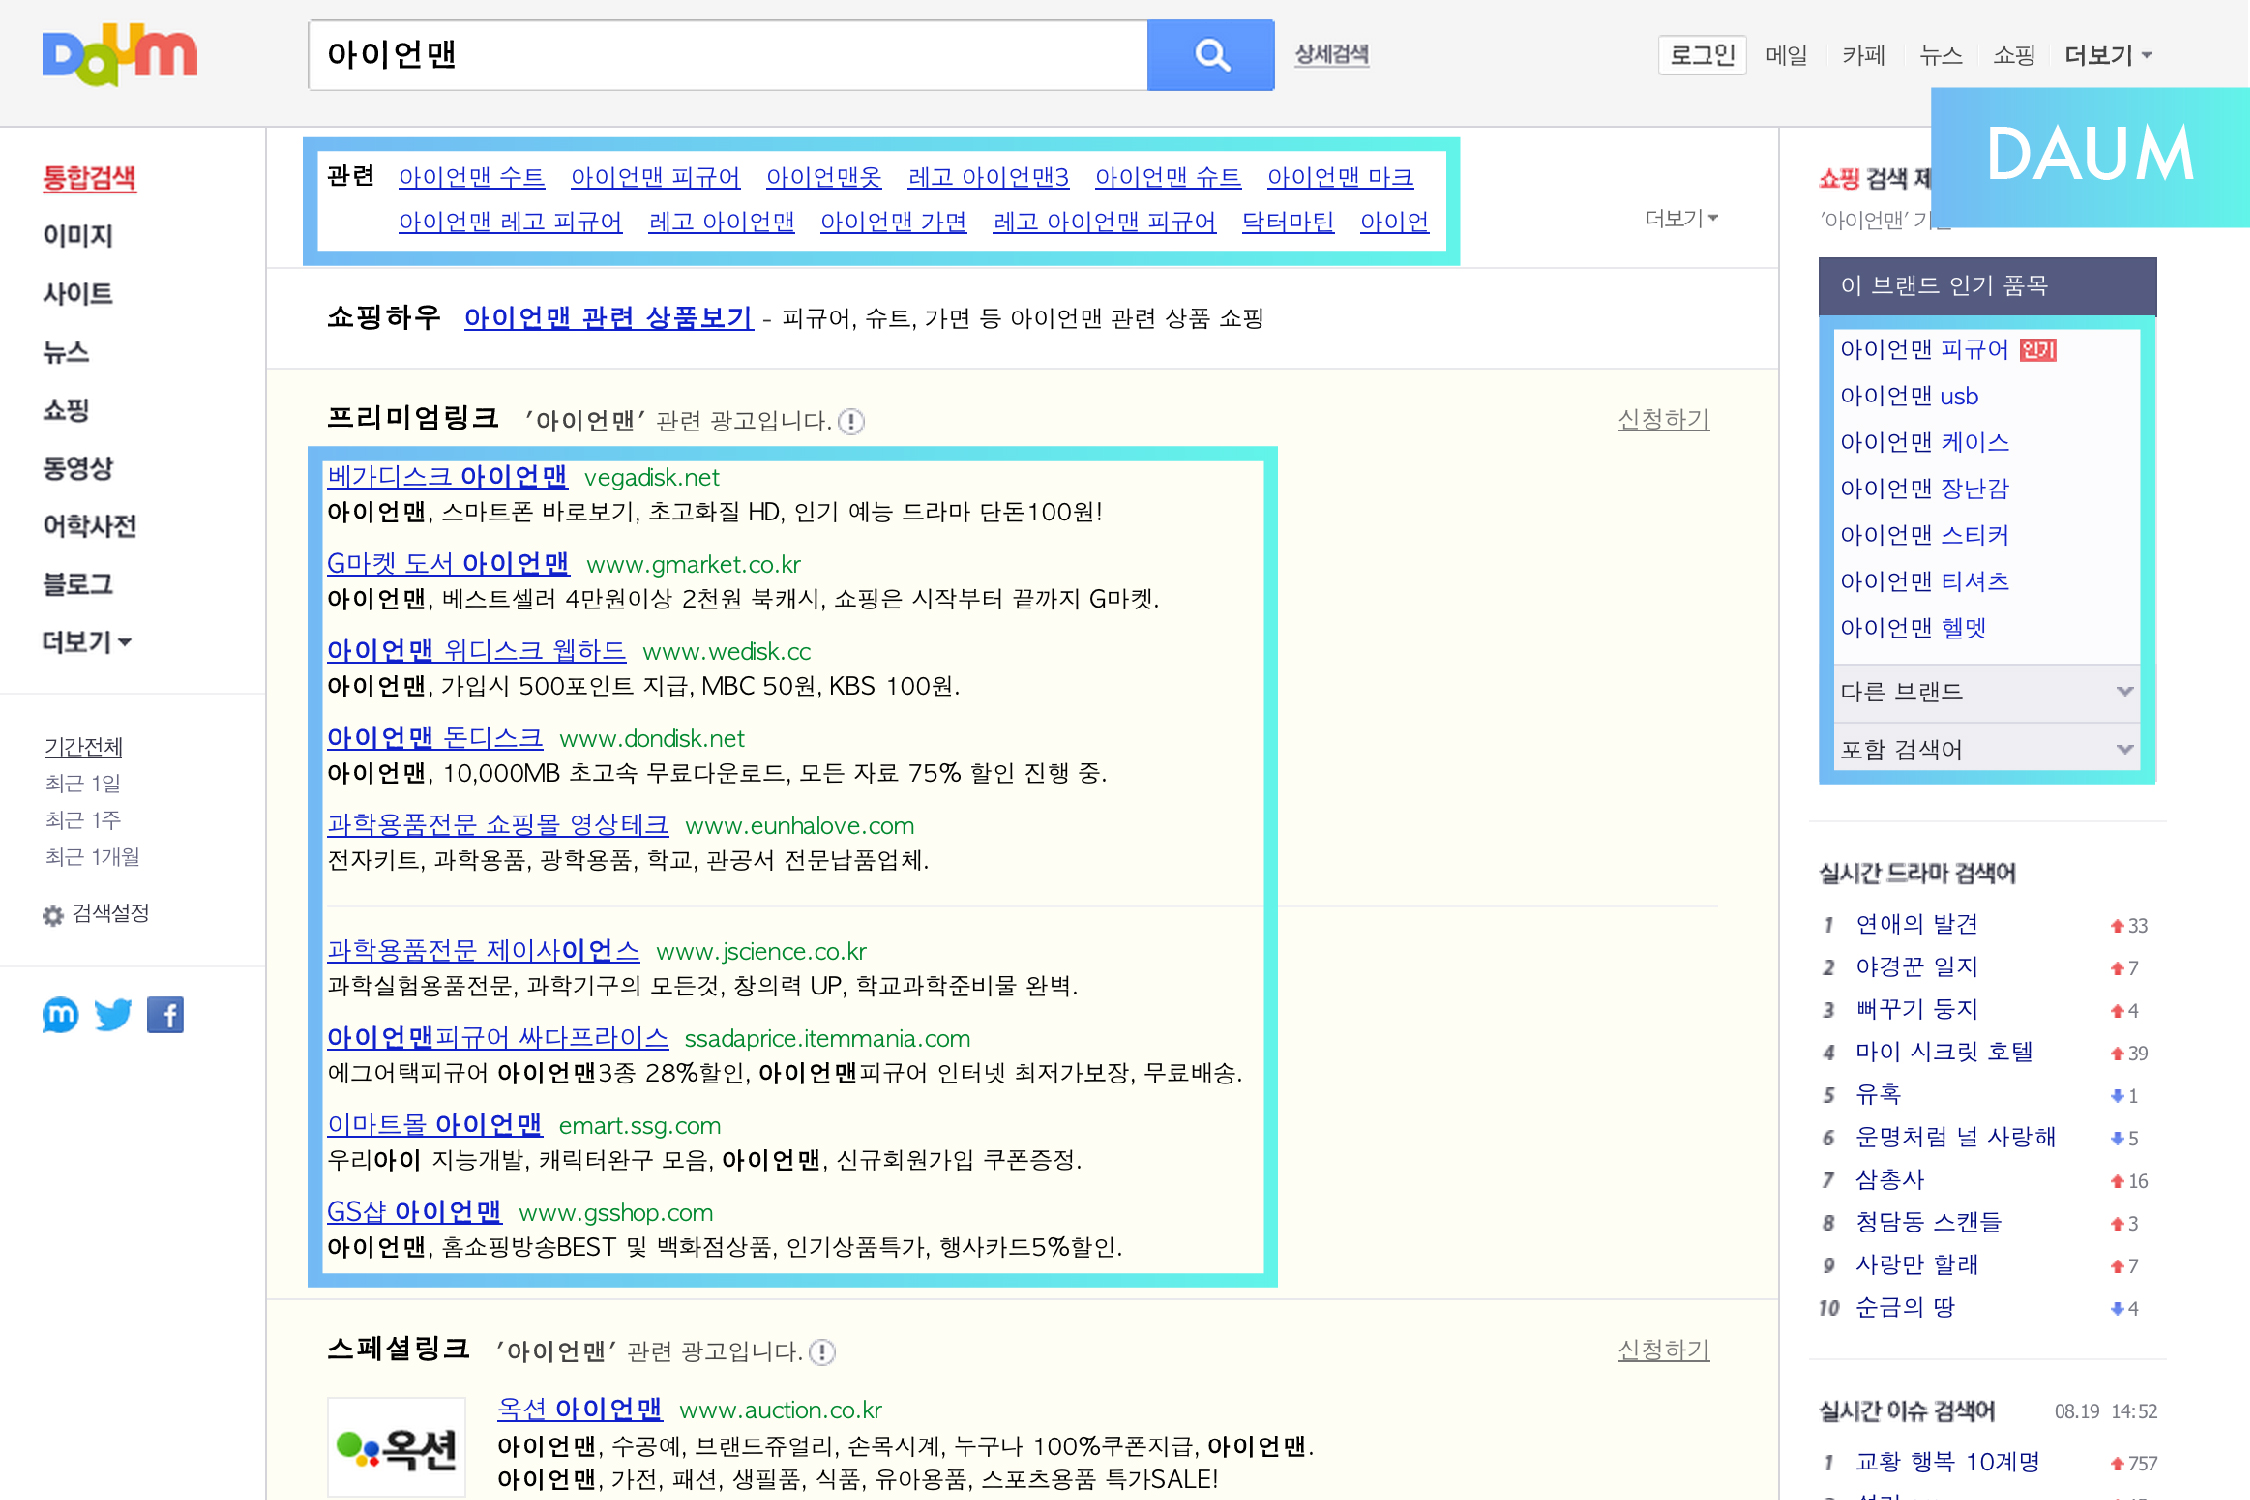 Daum
아이언맨
상세검색
로그인 메일 카페 뉴스 쇼핑 더보기
DAUM
통합검색
이미지
사이트
뉴스
쇼핑
동영상
어학사전
블로그
더보기
기간전체
최근 1일
최근 1주
최근 1개월
검색설정
관련 아이언맨 수트 아이언맨 피규어 아이언맨옷 레고 아이언맨3 아이언맨 슈트 아이언맨 마크
아이언맨 레고 피규어 레고 아이언맨 아이언맨 가면 레고 아이언맨 피규어 닥터마틴 아이언
더보기
쇼핑하우 아이언맨 관련 상품보기 - 피규어, 슈트, 가면 등 아이언맨 관련 상품 쇼핑
프리미엄링크 '아이언맨' 관련 광고입니다. 신청하기
베가디스크 아이언맨 vegadisk.net
아이언맨, 스마트폰 바로보기, 초고화질 HD, 인기 예능 드라마 단돈100원!
G마켓 도서 아이언맨 www.gmarket.co.kr
아이언맨, 베스트셀러 4만원이상 2천원 북캐시, 쇼핑은 시작부터 끝까지 G마켓.
아이언맨 위디스크 웹하드 www.wedisk.cc
아이언맨, 가입시 500포인트 지급, MBC 50원, KBS 100원.
아이언맨 돈디스크 www.dondisk.net
아이언맨, 10,000MB 초고속 무료다운로드, 모든 자료 75% 할인 진행 중.
과학용품전문 쇼핑몰 영상테크 www.eunhalove.com
전자키트, 과학용품, 광학용품, 학교, 관공서 전문납품업체.
과학용품전문 제이사이언스 www.jscience.co.kr
과학실험용품전문, 과학기구의 모든것, 창의력 UP, 학교과학준비물 완벽.
아이언맨피규어 싸다프라이스 ssadaprice.itemmania.com
에그어택피규어 아이언맨3종 28%할인, 아이언맨피규어 인터넷 최저가보장, 무료배송.
이마트몰 아이언맨 emart.ssg.com
우리아이 지능개발, 캐릭터완구 모음, 아이언맨, 신규회원가입 쿠폰증정.
GS샵 아이언맨 www.gsshop.com
아이언맨, 홈쇼핑방송BEST 및 백화점상품, 인기상품특가, 행사카드5%할인.
스페셜링크 '아이언맨' 관련 광고입니다. 신청하기
옥션
옥션 아이언맨 www.auction.co.kr
아이언맨, 수공예, 브랜드쥬얼리, 손목시계, 누구나 100%쿠폰지급, 아이언맨.
아이언맨, 가전, 패션, 생필품, 식품, 유아용품, 스포츠용품 특가SALE!
쇼핑 검색 제
'아이언맨' 기
이 브랜드 인기 품목
아이언맨 피규어 인기
아이언맨 usb
아이언맨 케이스
아이언맨 장난감
아이언맨 스티커
아이언맨 티셔츠
아이언맨 헬멧
다른 브랜드
포함 검색어
실시간 드라마 검색어
1 연애의 발견 33
2 야경꾼 일지 7
3 뻐꾸기 둥지 4
4 마이 시크릿 호텔 39
5 유혹 1
6 운명처럼 널 사랑해 5
7 삼총사 16
8 청담동 스캔들 3
9 사랑만 할래 7
10 순금의 땅 4
실시간 이슈 검색어 08.19 14:52
1 교황 행복 10계명 757